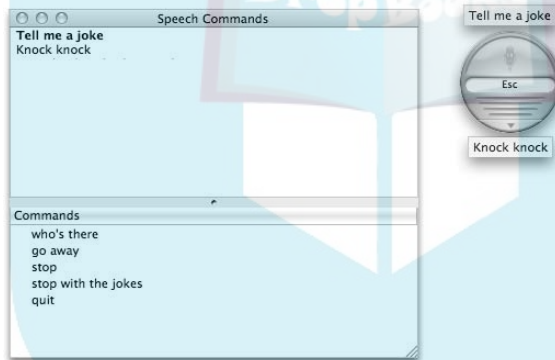 Speech Commands
Tell me a joke
Knock knock
Commands
who's there
go away
stop
stop with the jokes
quit
Tell me a joke
Esc
Knock knock